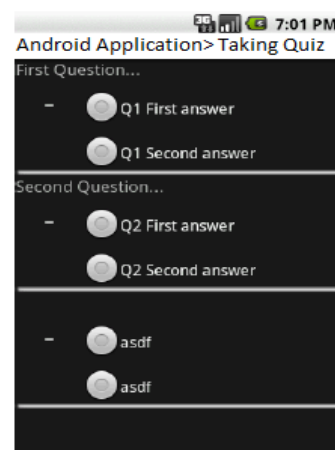 3G 7:01 PM
Android Application> Taking Quiz
First Question...
- Q1 First answer
Q1 Second answer
Second Question...
- Q2 First answer
Q2 Second answer
- asdf
asdf